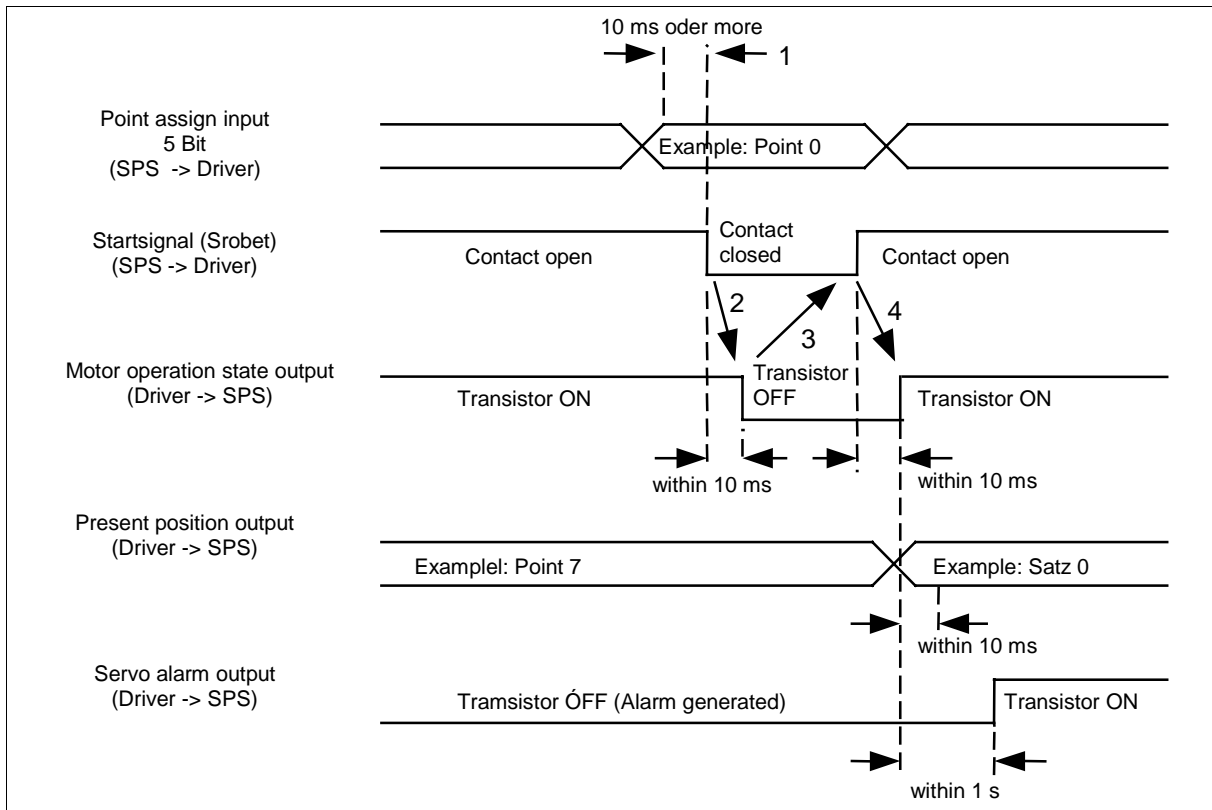 10 ms oder more
1
Point assign input
5 Bit
(SPS -> Driver)
Example: Point 0
Startsignal (Srobet)
(SPS -> Driver)
Contact open
Contact
closed
Contact open
2
3
4
Motor operation state output
(Driver -> SPS)
Transistor ON
Transistor
OFF
Transistor ON
within 10 ms
within 10 ms
Present position output
(Driver -> SPS)
Examplel: Point 7
Example: Satz 0
within 10 ms
Servo alarm output
(Driver -> SPS)
Tramsistor ÓFF (Alarm generated)
Transistor ON
within 1 s